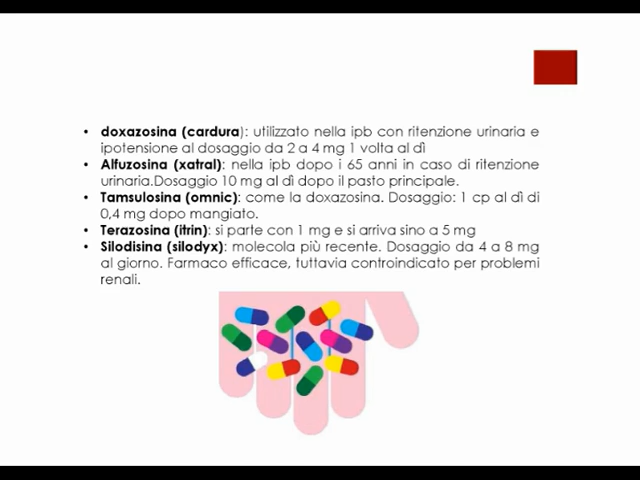 • doxazosina (cardura): utilizzato nella ipb con ritenzione urinaria e
ipotensione al dosaggio da 2 a 4 mg 1 volta al dì
• Alfuzosina (xatral): nella ipb dopo i 65 anni in caso di ritenzione
urinaria.Dosaggio 10 mg al dì dopo il pasto principale.
• Tamsulosina (omnic): come la doxazosina. Dosaggio: 1 cp al dì di
0,4 mg dopo mangiato.
• Terazosina (itrin): si parte con 1 mg e si arriva sino a 5 mg
• Silodisina (silodyx): molecola più recente. Dosaggio da 4 a 8 mg
al giorno. Farmaco efficace, tuttavia controindicato per problemi
renali.